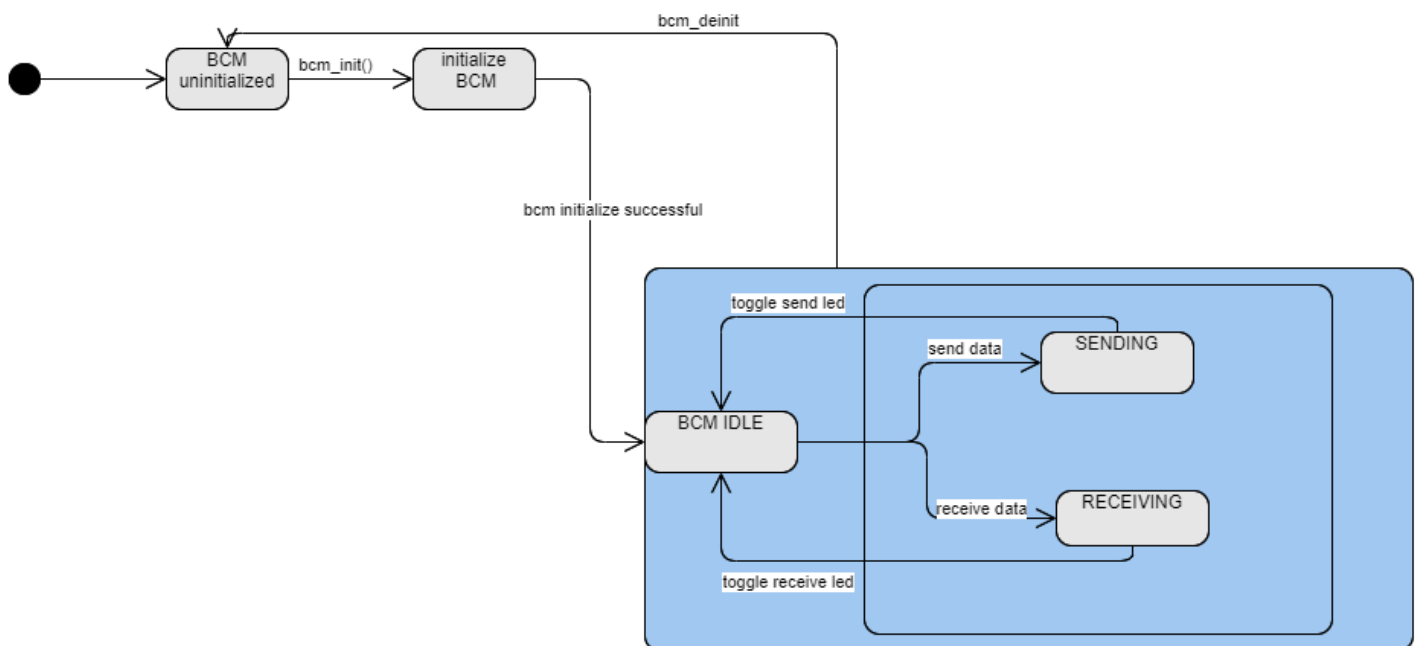 bcm_deinit
BCM
uninitialized
bcm_init()
initialize
BCM
bcm initialize successful
toggle send led
send data
SENDING
BCM IDLE
receive data
RECEIVING
toggle receive led